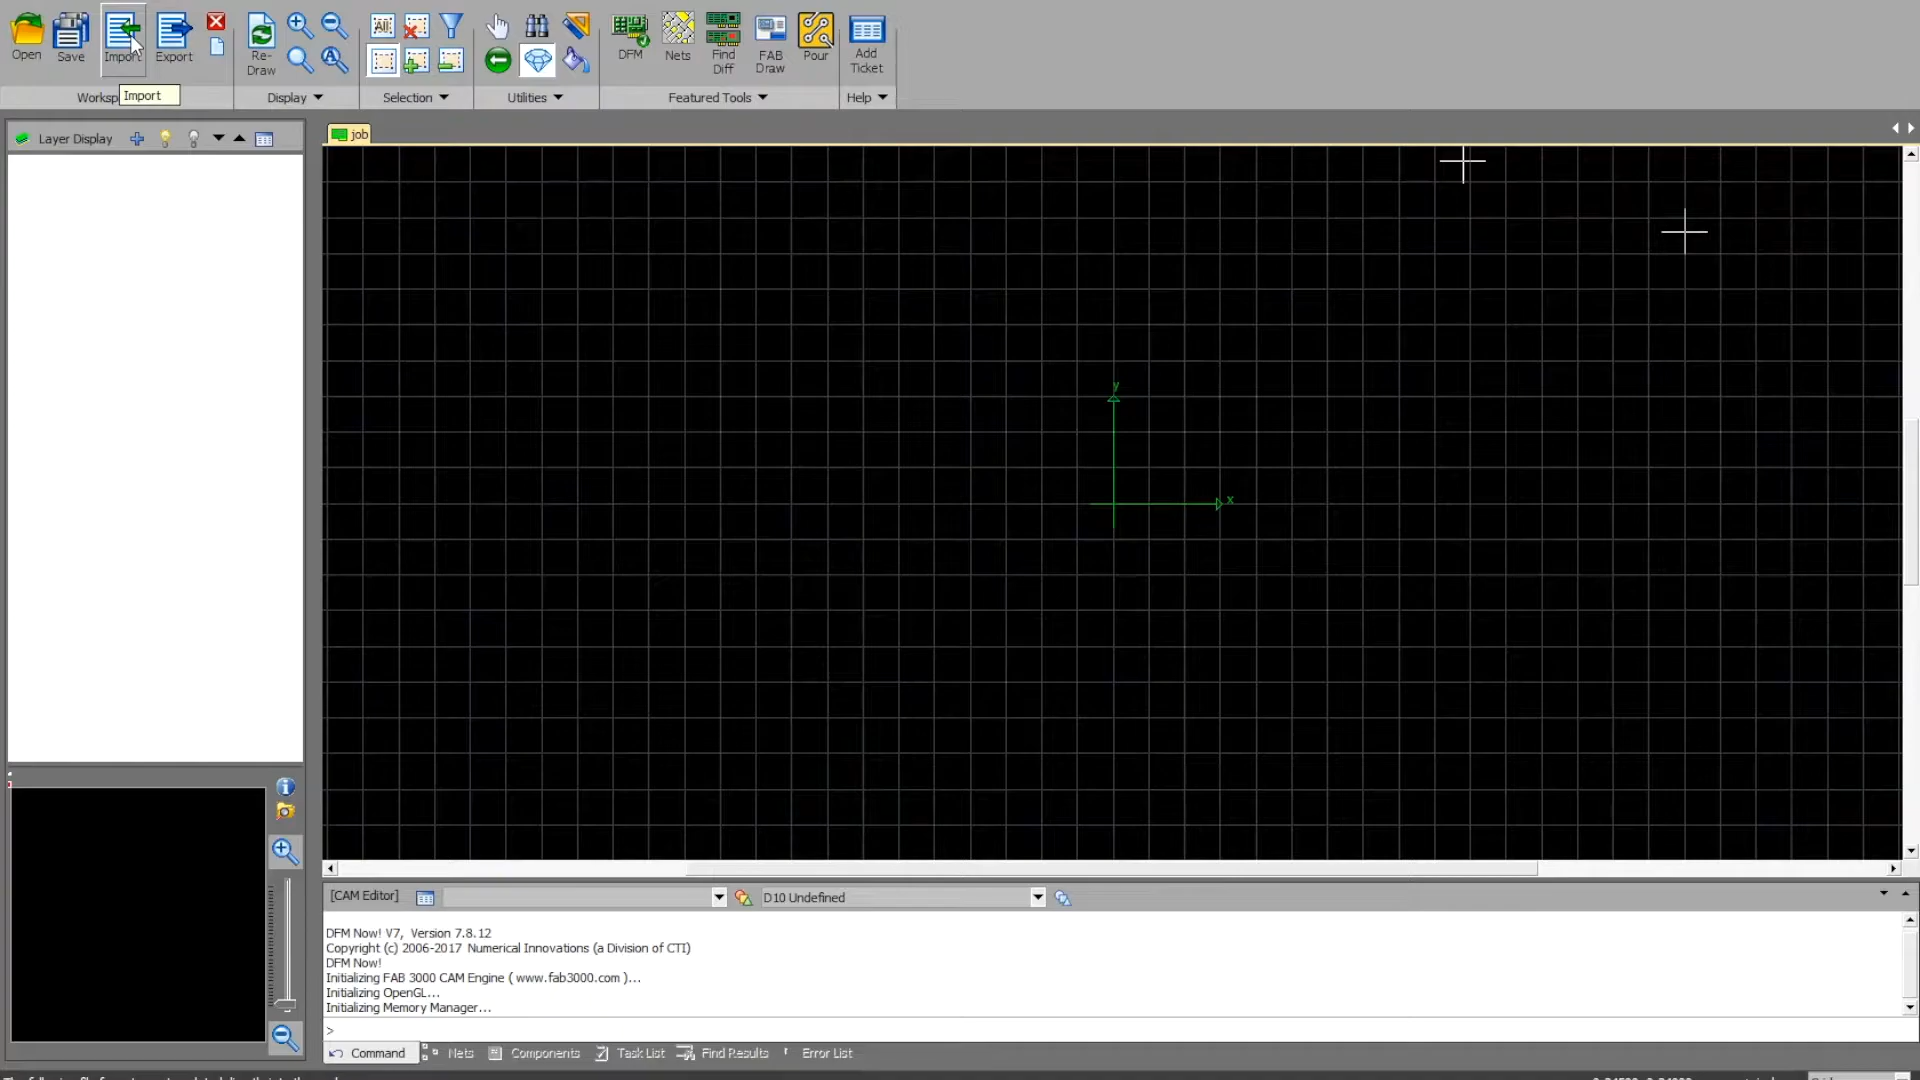 Open Save Import Export
Re-
Draw
All
A
DFM Nets Find
Diff FAB
Draw Pour Add
Ticket
Worksp Display Selection Utilities Featured Tools Help
Import
Layer Display
job
y
x
[CAM Editor] D10 Undefined
DFM Now! V7, Version 7.8.12
Copyright (c) 2006-2017 Numerical Innovations (a Division of CTI)
DFM Now!
Initializing FAB 3000 CAM Engine ( www.fab3000.com )...
Initializing OpenGL...
Initializing Memory Manager...
>
Command Nets Components Task List Find Results Error List